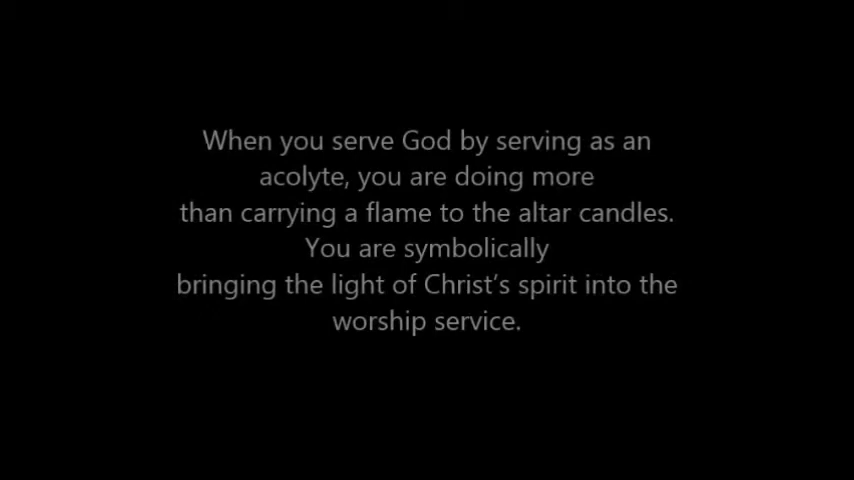 When you serve God by serving as an
acolyte, you are doing more
than carrying a flame to the altar candles.
You are symbolically
bringing the light of Christ’s spirit into the
worship service.